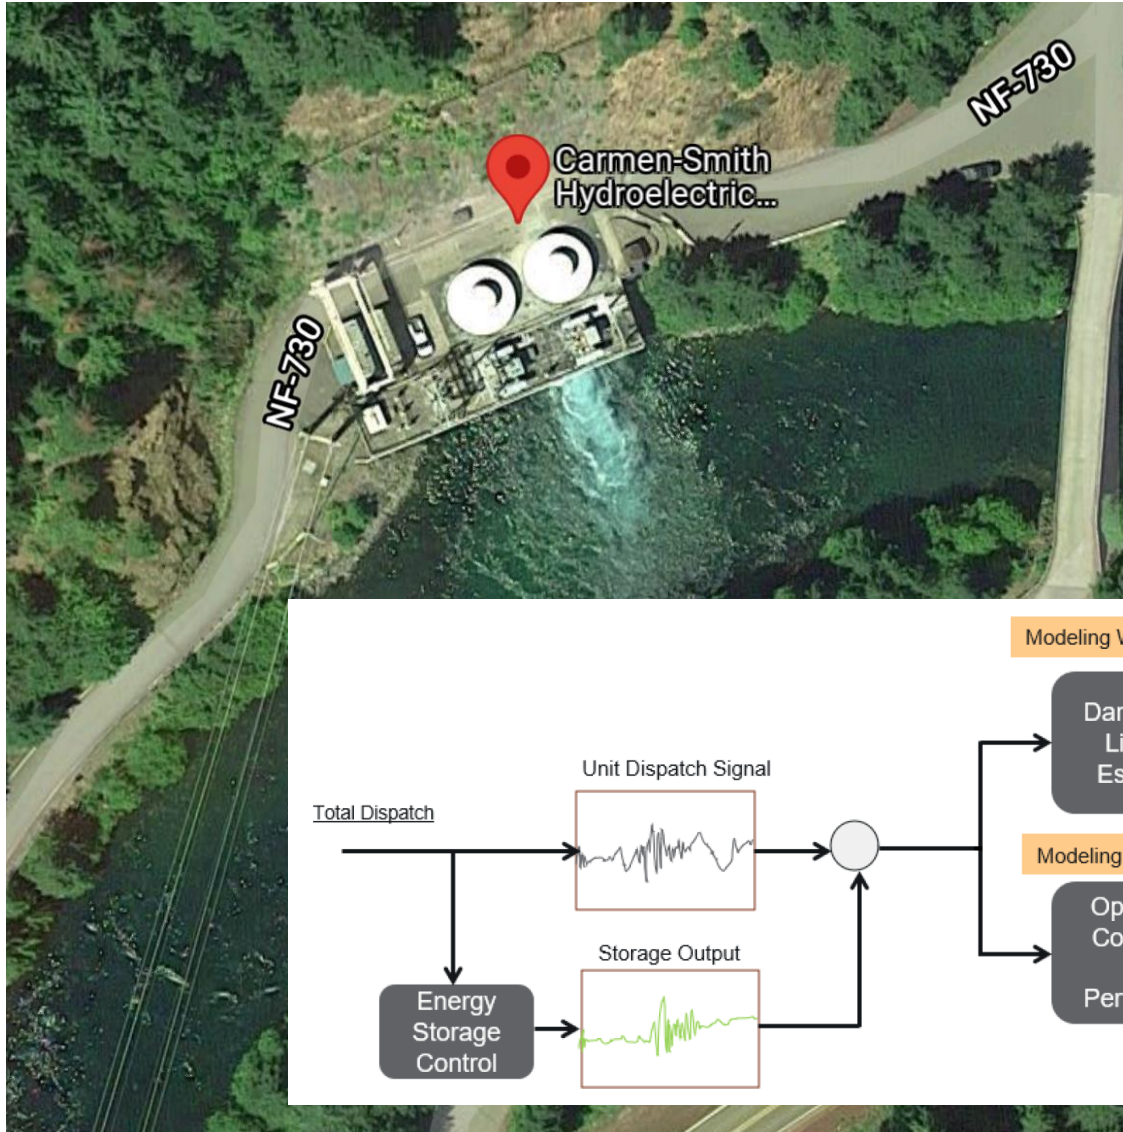 NF-730
Carmen-Smith
Hydroelectric...
NF-730
Modeling
Unit Dispatch Signal
Total Dispatch
Modeling
Storage Output
Energy
Storage
Control